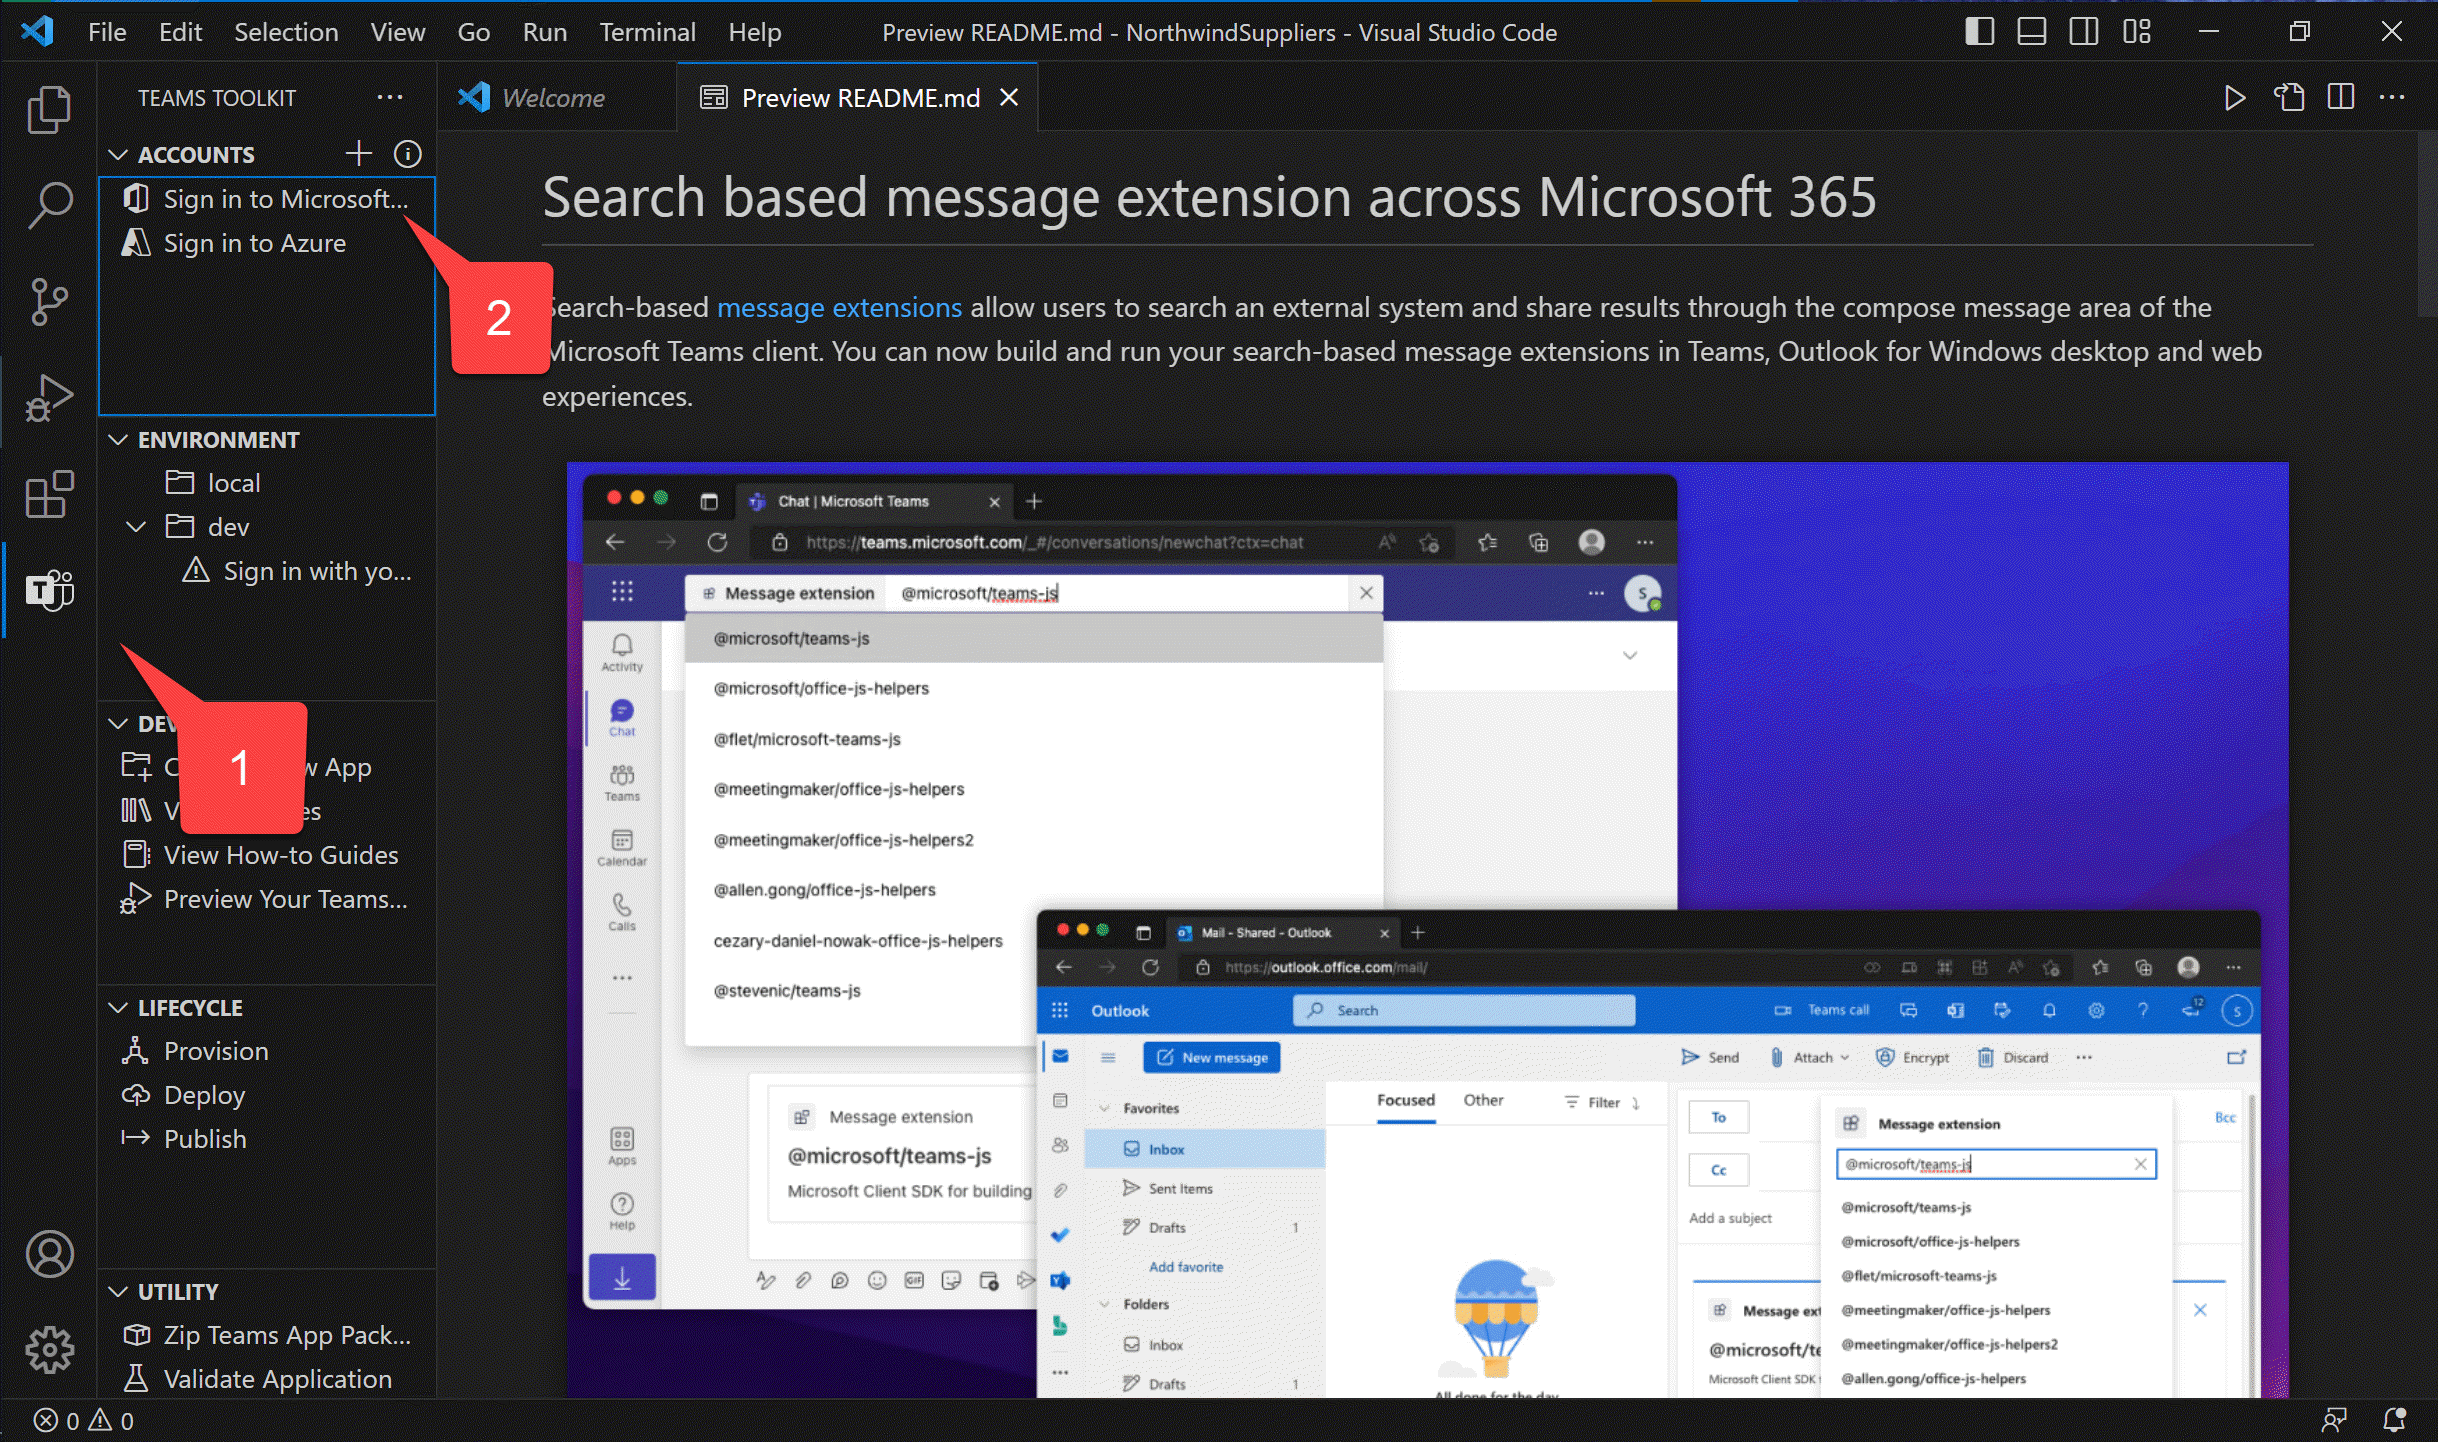 File Edit Selection View Go Run Terminal Help
Preview README.md - NorthwindSuppliers - Visual Studio Code
TEAMS TOOLKIT
ACCOUNTS
Sign in to Microsoft...
Sign in to Azure
2
ENVIRONMENT
local
dev
Sign in with yo...
1
View How-to Guides
Preview Your Teams...
LIFECYCLE
Provision
Deploy
Publish
UTILITY
Zip Teams App Pack...
Validate Application
0 0
Welcome
Preview README.md
Search based message extension across Microsoft 365
Search-based message extensions allow users to search an external system and share results through the compose message area of the
Microsoft Teams client. You can now build and run your search-based message extensions in Teams, Outlook for Windows desktop and web
experiences.
Chat | Microsoft Teams
https://teams.microsoft.com/_#/conversations/newchat?ctx=chat
Message extension @microsoft/teams-js
S
Activity
Chat
Teams
Calendar
Calls
Apps
Help
@microsoft/teams-js
@microsoft/office-js-helpers
@flet/microsoft-teams-js
@meetingmaker/office-js-helpers
@meetingmaker/office-js-helpers2
@allen.gong/office-js-helpers
cezary-daniel-nowak-office-js-helpers
@stevenic/teams-js
Message extension
@microsoft/teams-js
Microsoft Client SDK for building
GIF
Mail - Shared - Outlook
https://outlook.office.com/mail/
Outlook
Search
Teams call
12
S
New message
Send Attach Encrypt Discard
Favorites
Inbox
Sent Items
Drafts 1
Add favorite
Folders
Inbox
Drafts 1
Focused Other Filter
All done for the day
To
Cc
Bcc
Add a subject
Message extension
@microsoft/teams-js
@microsoft/teams-js
@microsoft/office-js-helpers
@flet/microsoft-teams-js
@meetingmaker/office-js-helpers
@meetingmaker/office-js-helpers2
@allen.gong/office-js-helpers
Message ext
@microsoft/te
Microsoft Client SDK